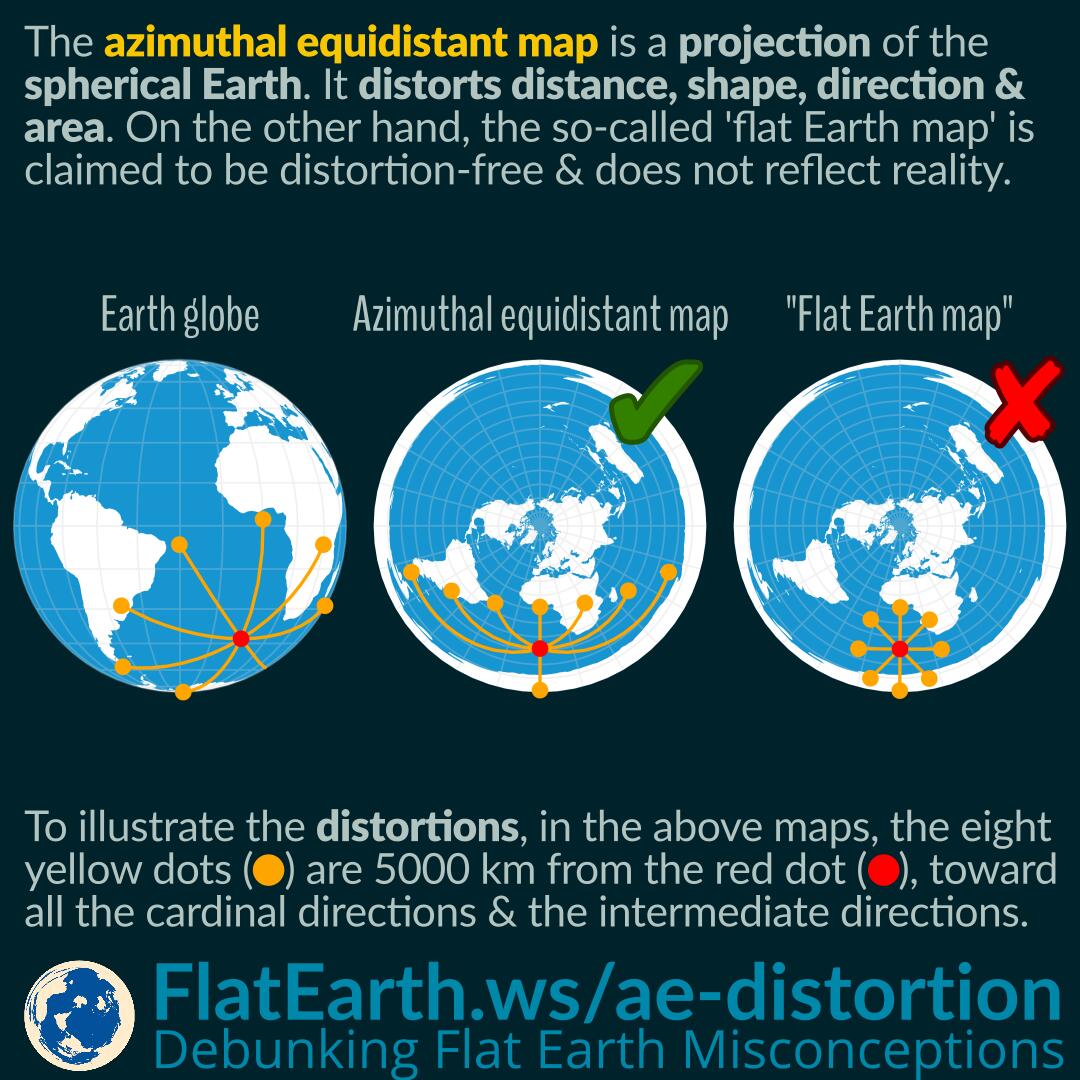 The azimuthal equidistant map is a projection of the
spherical Earth. It distorts distance, shape, direction &
area. On the other hand, the so-called 'flat Earth map' is
claimed to be distortion-free & does not reflect reality.
Earth globe
Azimuthal equidistant map
"Flat Earth map"
To illustrate the distortions, in the above maps, the eight
yellow dots ( ) are 5000 km from the red dot ( ), toward
all the cardinal directions & the intermediate directions.
FlatEarth.ws/ae-distortion
Debunking Flat Earth Misconceptions